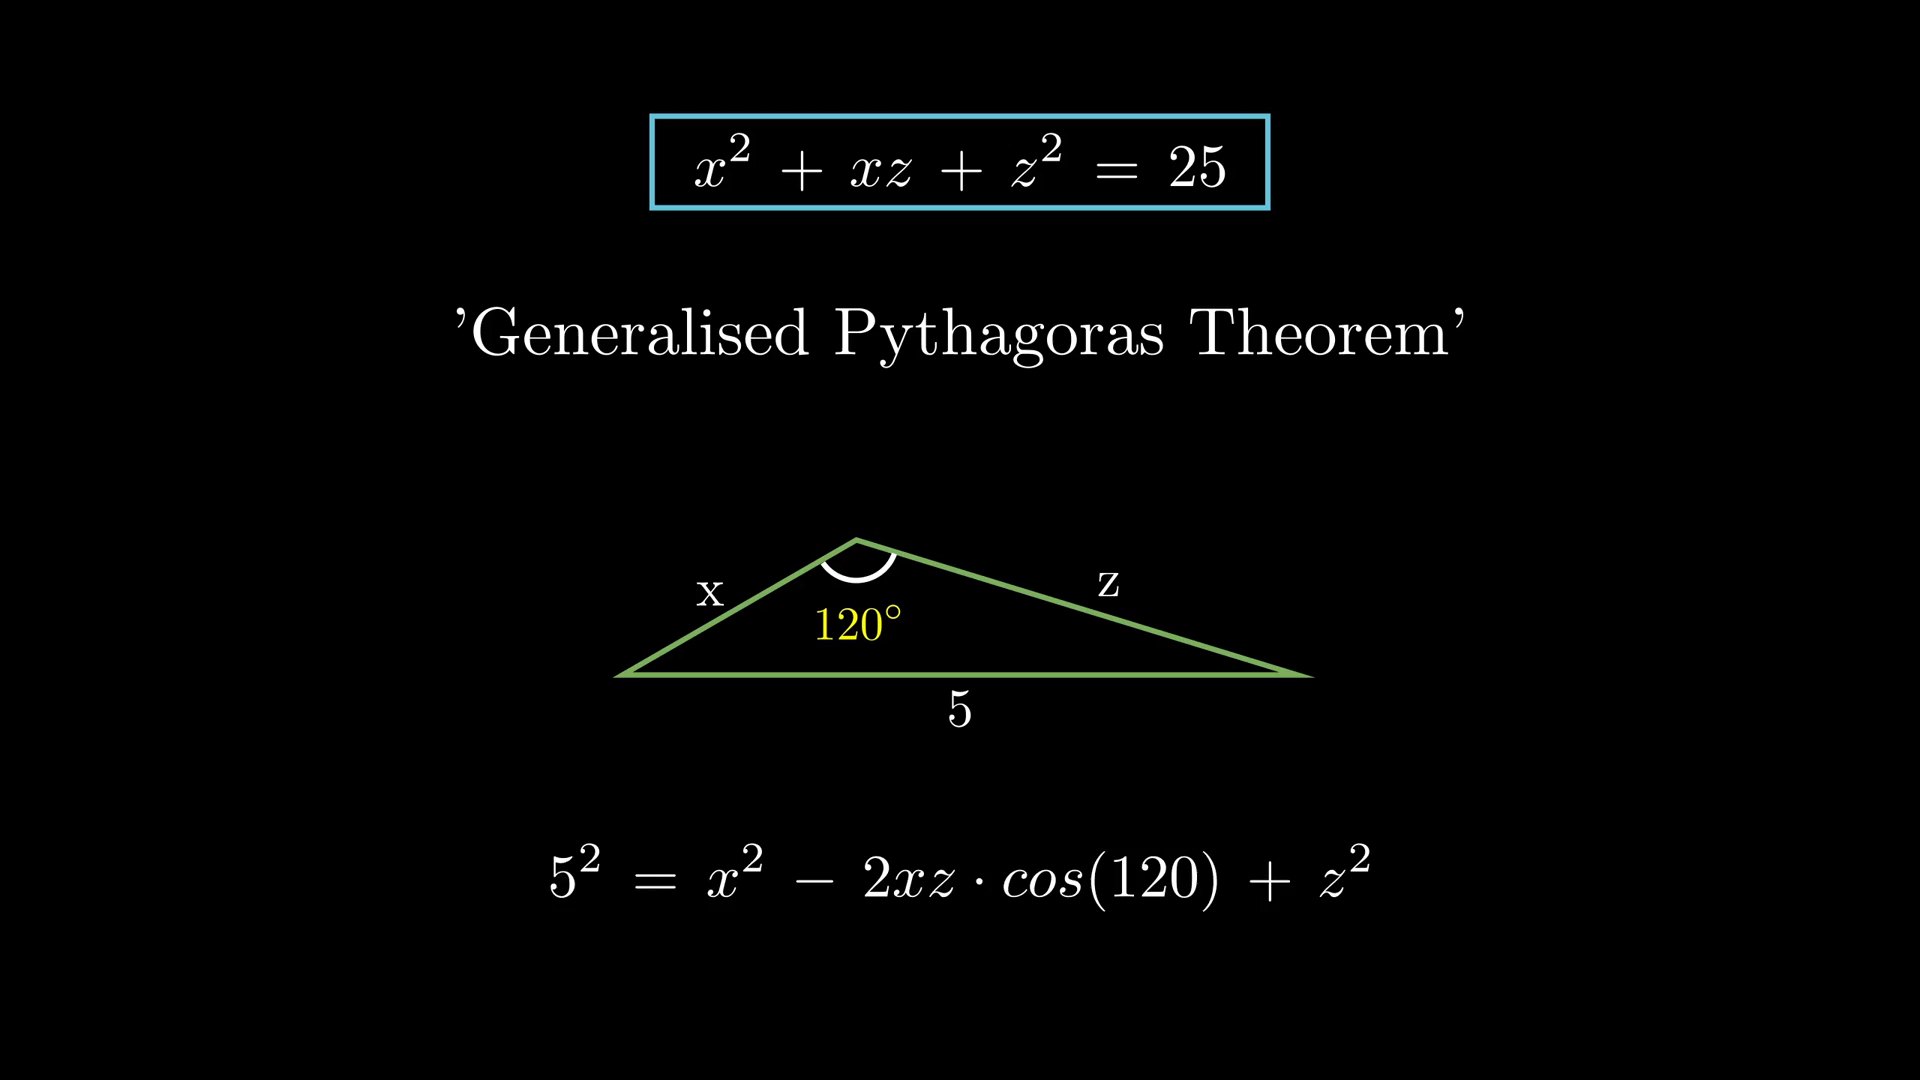 x² + xz + z² = 25
’Generalised Pythagoras Theorem’
x
z
120°
5
5² = x² − 2xz · cos(120) + z²